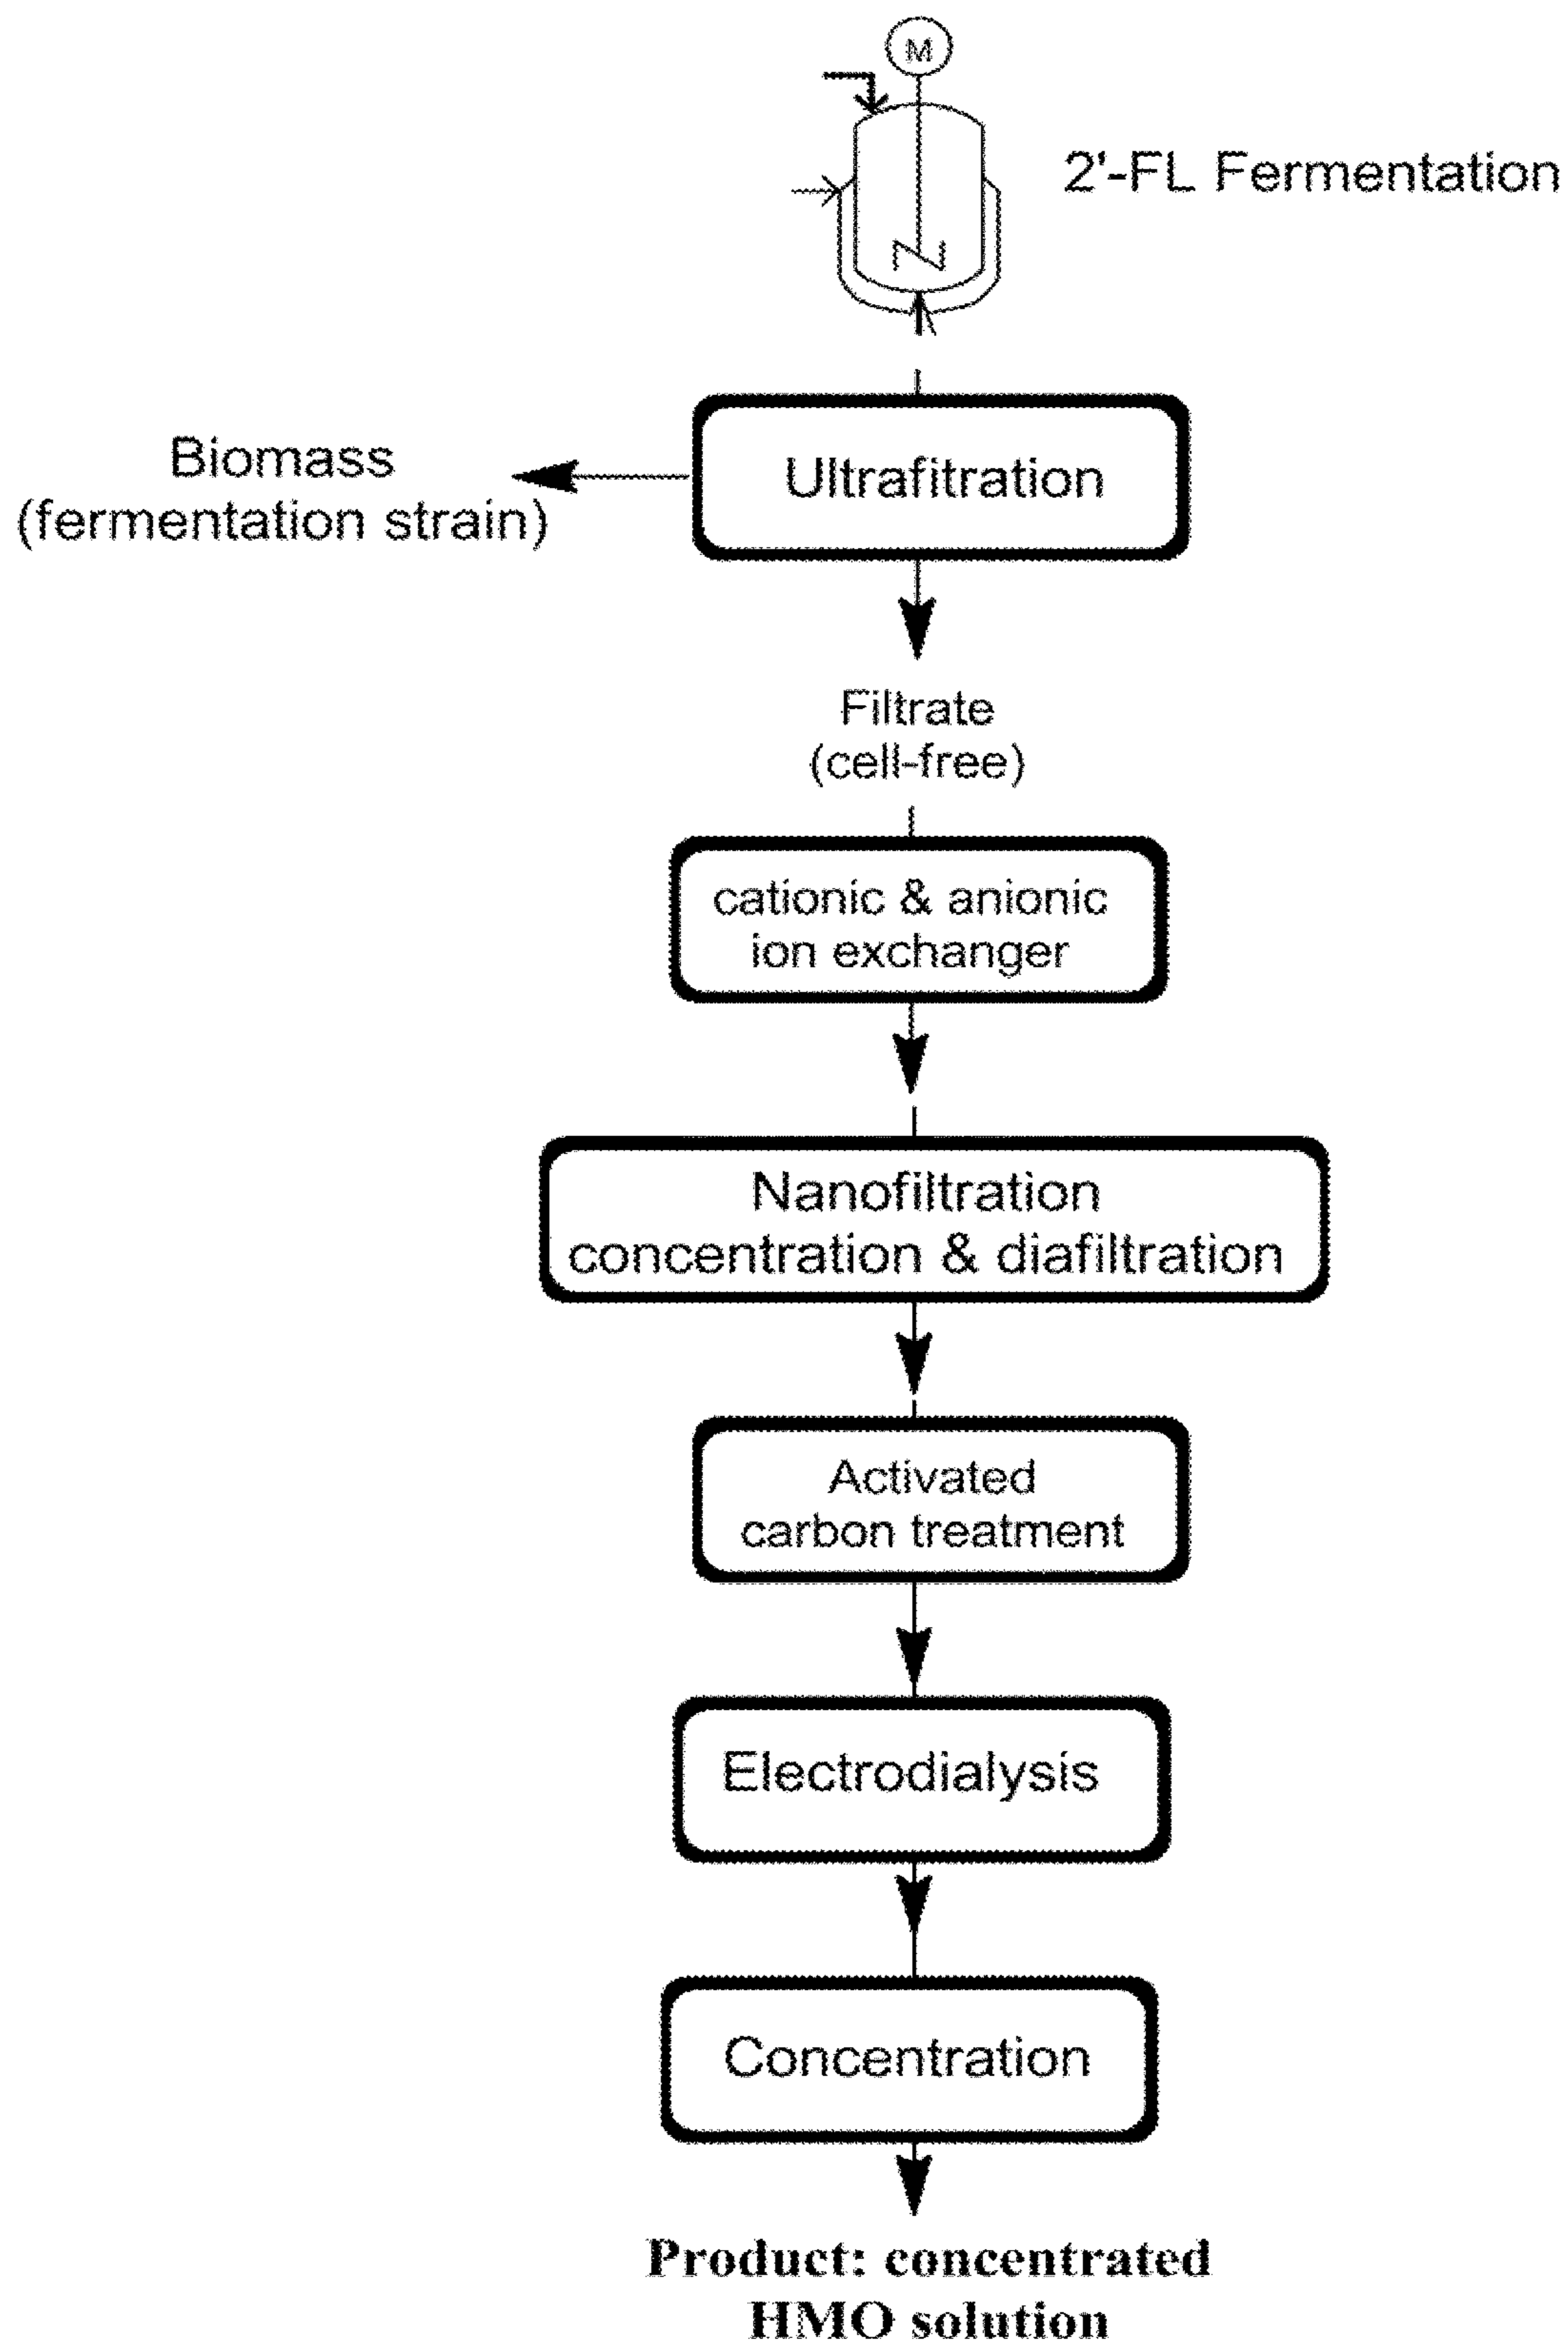 M
2'-FL Fermentation
Biomass
(fermentation strain)
Ultrafitration
Filtrate
(cell-free)
cationic & anionic
ion exchanger
Nanofiltration
concentration & diafiltration
Activated
carbon treatment
Electrodialysis
Concentration
Product: concentrated
HMO solution